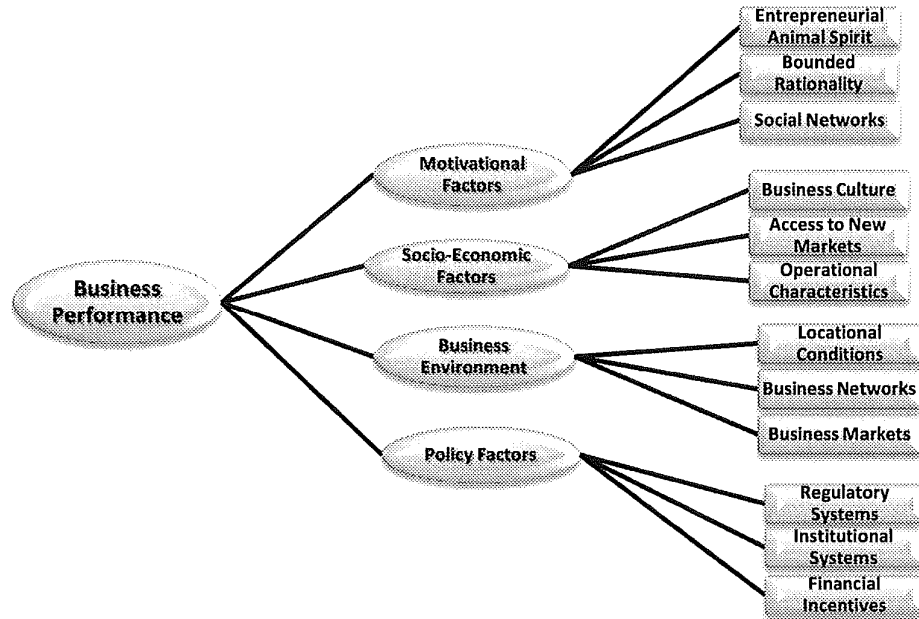 Business
Performance
Motivational
Factors
Entrepreneurial
Animal Spirit
Bounded
Rationality
Social Networks
Socio-Economic
Factors
Business Culture
Access to New
Markets
Operational
Characteristics
Business
Environment
Locational
Conditions
Business Networks
Business Markets
Policy Factors
Regulatory
Systems
Institutional
Systems
Financial
Incentives